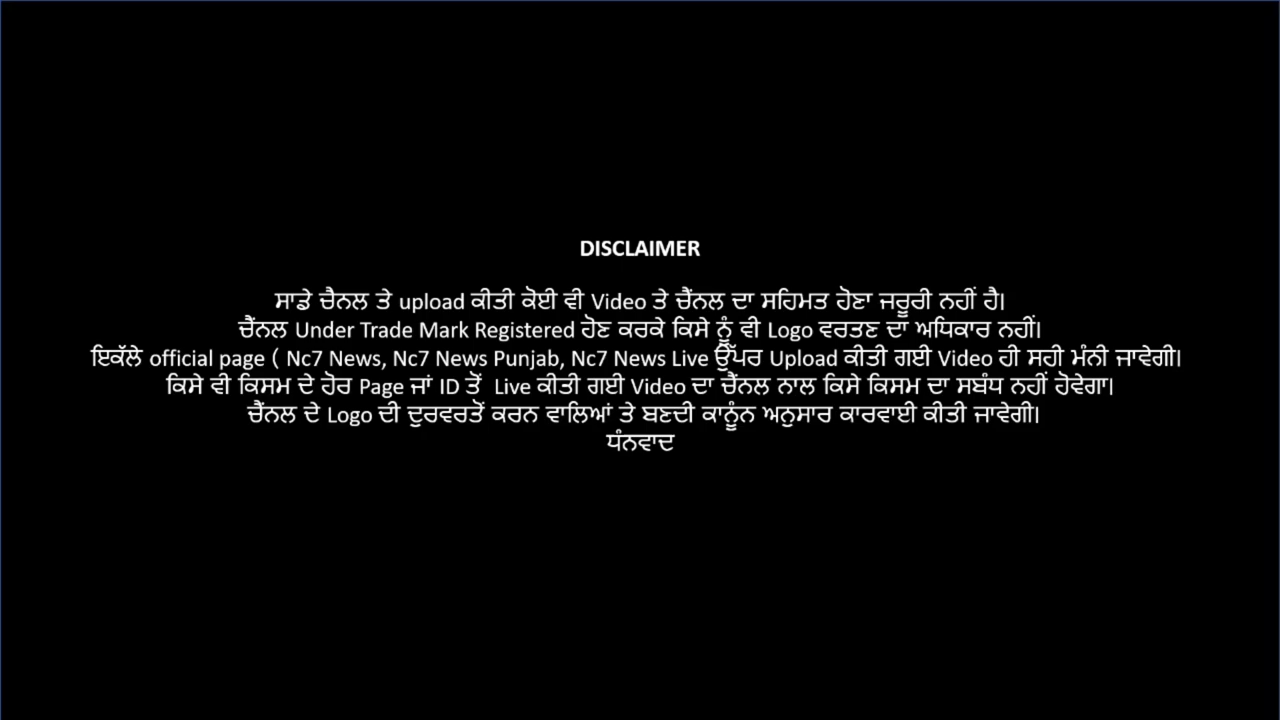 DISCLAIMER
ਸਾਡੇ ਚੈਨਲ ਤੇ upload ਕੀਤੀ ਕੋਈ ਵੀ Video ਤੇ ਚੈਂਨਲ ਦਾ ਸਹਿਮਤ ਹੋਣਾ ਜਰੂਰੀ ਨਹੀਂ ਹੈ।
ਚੈਂਨਲ Under Trade Mark Registered ਹੋਣ ਕਰਕੇ ਕਿਸੇ ਨੂੰ ਵੀ Logo ਵਰਤਣ ਦਾ ਅਧਿਕਾਰ ਨਹੀਂ।
ਇਕੱਲੇ official page ( Nc7 News, Nc7 News Punjab, Nc7 News Live ਉੱਪਰ Upload ਕੀਤੀ ਗਈ Video ਹੀ ਸਹੀ ਮੰਨੀ ਜਾਵੇਗੀ।
ਕਿਸੇ ਵੀ ਕਿਸਮ ਦੇ ਹੋਰ Page ਜਾਂ ID ਤੋਂ Live ਕੀਤੀ ਗਈ Video ਦਾ ਚੈਂਨਲ ਨਾਲ ਕਿਸੇ ਕਿਸਮ ਦਾ ਸਬੰਧ ਨਹੀਂ ਹੋਵੇਗਾ।
ਚੈਂਨਲ ਦੇ Logo ਦੀ ਦੁਰਵਰਤੋਂ ਕਰਨ ਵਾਲਿਆਂ ਤੇ ਬਣਦੀ ਕਾਨੂੰਨ ਅਨੁਸਾਰ ਕਾਰਵਾਈ ਕੀਤੀ ਜਾਵੇਗੀ।
ਧੰਨਵਾਦ